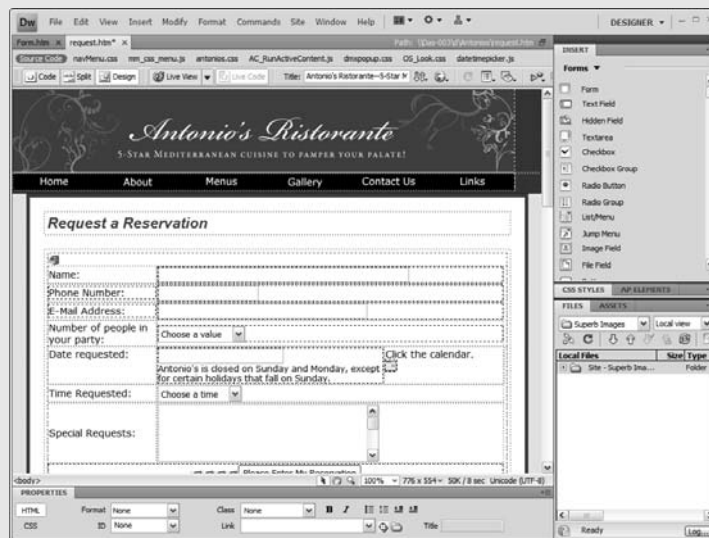 Dw File Edit View Insert Modify Format Commands Site Window Help DESIGNER
Form.htm request.htm*
Source Code navMenu.css mm_css_menu.js antonios.css AC_RunActiveContent.js dmxpopup.css OS_Look.css datetimepicker.js
Code Split Design Live View Live Code Title: Antonio's Ristorante--5-Star M
Antonio's Ristorante
5-Star Mediterranean cuisine to pamper your palate!
Home About Menus Gallery Contact Us Links
Request a Reservation
Name:
Phone Number:
E-Mail Address:
Number of people in your party:
Choose a value
Date requested:
Click the calendar.
Antonio's is closed on Sunday and Monday, except
for certain holidays that fall on Sunday.
Time Requested: Choose a time
Special Requests:
Please Enter My Reservation
<body> 100% 776 x 554 50K / 8 sec Unicode (UTF-8)
PROPERTIES
HTML Format None Class None B I
CSS ID None Link Title
INSERT
Forms
Form
Text Field
Hidden Field
Textarea
Checkbox
Checkbox Group
Radio Button
Radio Group
List/Menu
Jump Menu
Image Field
File Field
CSS STYLES AP ELEMENTS
FILES ASSETS
Superb Images Local view
Local Files Size Type
Site - Superb Ima... Folder
Ready Log...